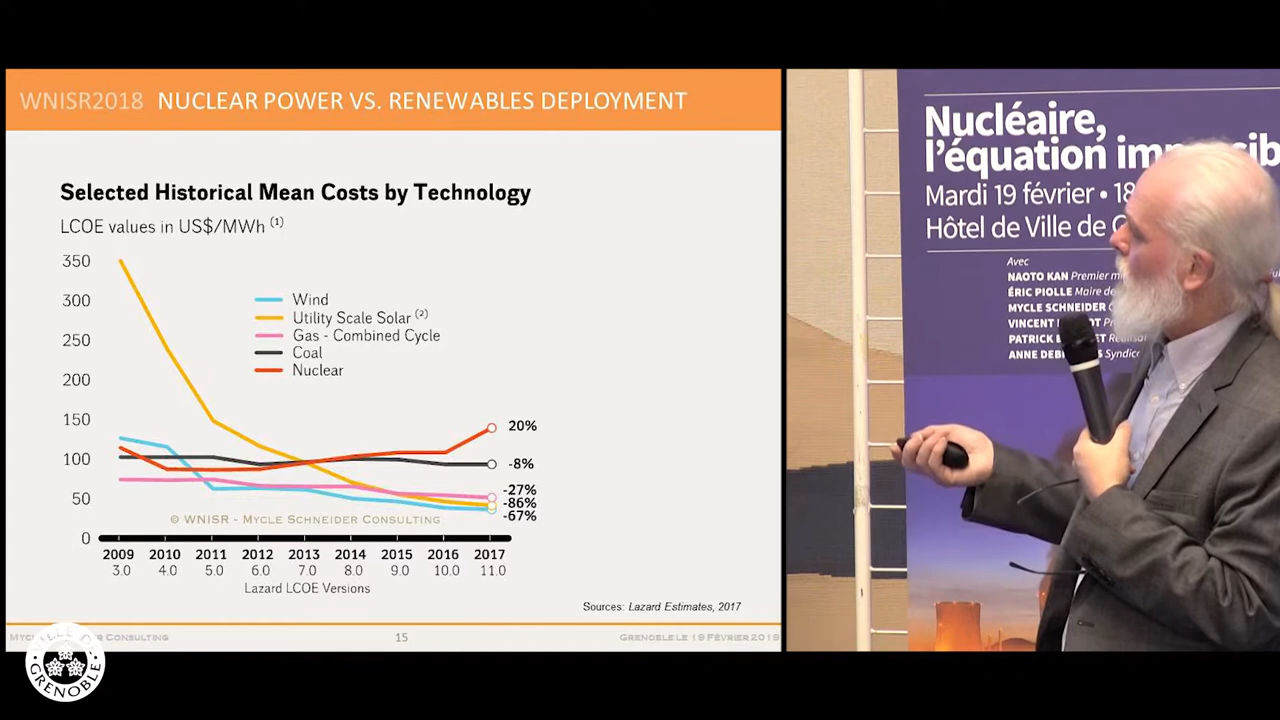 WNISR2018 NUCLEAR POWER VS. RENEWABLES DEPLOYMENT
Selected Historical Mean Costs by Technology
LCOE values in US$/MWh (1)
350
300
250
200
150
100
50
0
Wind
Utility Scale Solar (2)
Gas - Combined Cycle
Coal
Nuclear
20%
-8%
-27%
-86%
-67%
© WNISR - Mycle Schneider Consulting
2009 2010 2011 2012 2013 2014 2015 2016 2017
3.0 4.0 5.0 6.0 7.0 8.0 9.0 10.0 11.0
Lazard LCOE Versions
Sources: Lazard Estimates, 2017
Consulting
15
Grenoble le 19 Février 2019
GRENOBLE
Nucléaire,
l'équation
Mardi 19 février • 18
Hôtel de Ville de
Avec
NAOTO KAN Premier
ÉRIC PIOLLE Maire de
MYCLE SCHNEIDER
VINCENT
PATRICK
ANNE